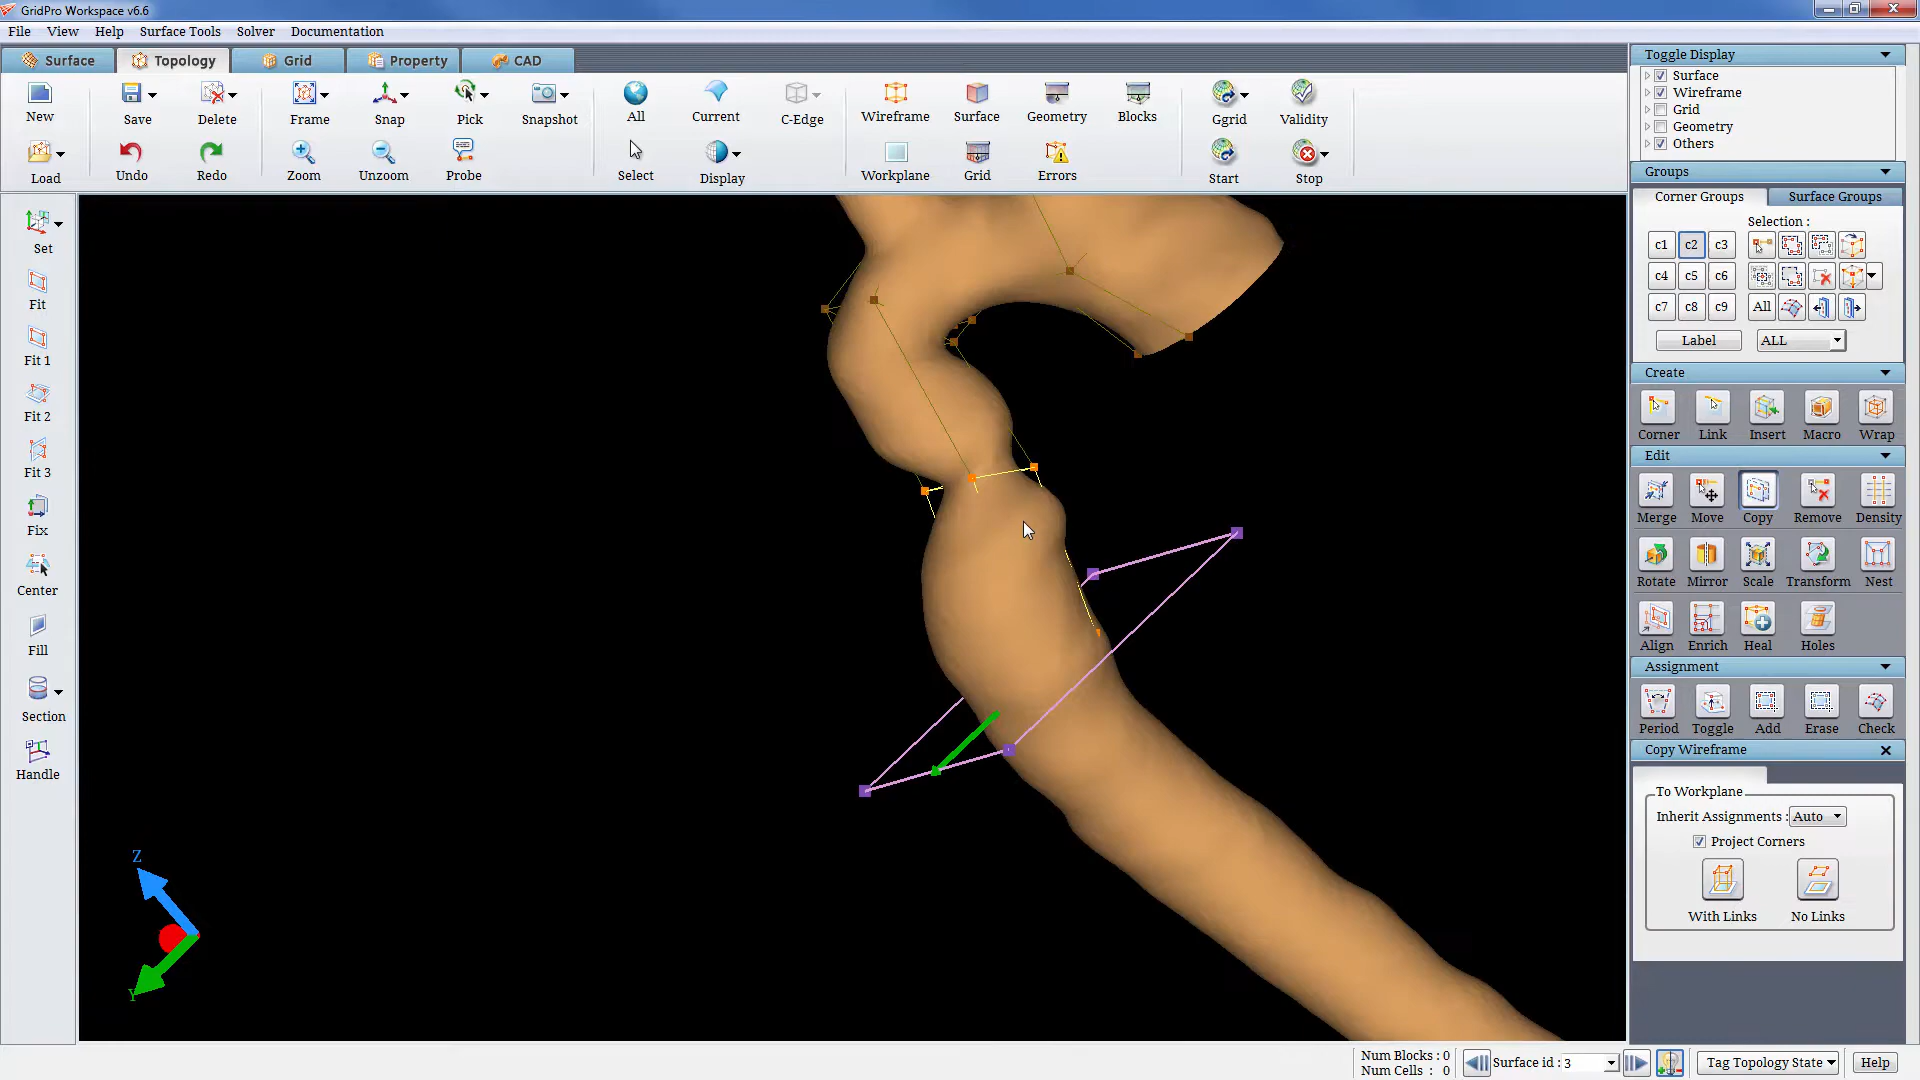 GridPro Workspace v6.6
File View Help Surface Tools Solver Documentation
Surface Topology Grid Property CAD
New Save Delete Frame Snap Pick Snapshot All Current C-Edge Wireframe Surface Geometry Blocks Ggrid Validity
Load Undo Redo Zoom Unzoom Probe Select Display Workplane Grid Errors Start Stop
Set
Fit
Fit 1
Fit 2
Fit 3
Fix
Center
Fill
Section
Handle
Z
Y
Toggle Display
Surface
Wireframe
Grid
Geometry
Others
Groups
Corner Groups Surface Groups
Selection :
c1 c2 c3
c4 c5 c6
c7 c8 c9 All
Label ALL
Create
Corner Link Insert Macro Wrap
Edit
Merge Move Copy Remove Density
Rotate Mirror Scale Transform Nest
Align Enrich Heal Holes
Assignment
Period Toggle Add Erase Check
Copy Wireframe
To Workplane
Inherit Assignments : Auto
Project Corners
With Links No Links
Num Blocks : 0
Num Cells : 0
Surface id : 3
Tag Topology State
Help